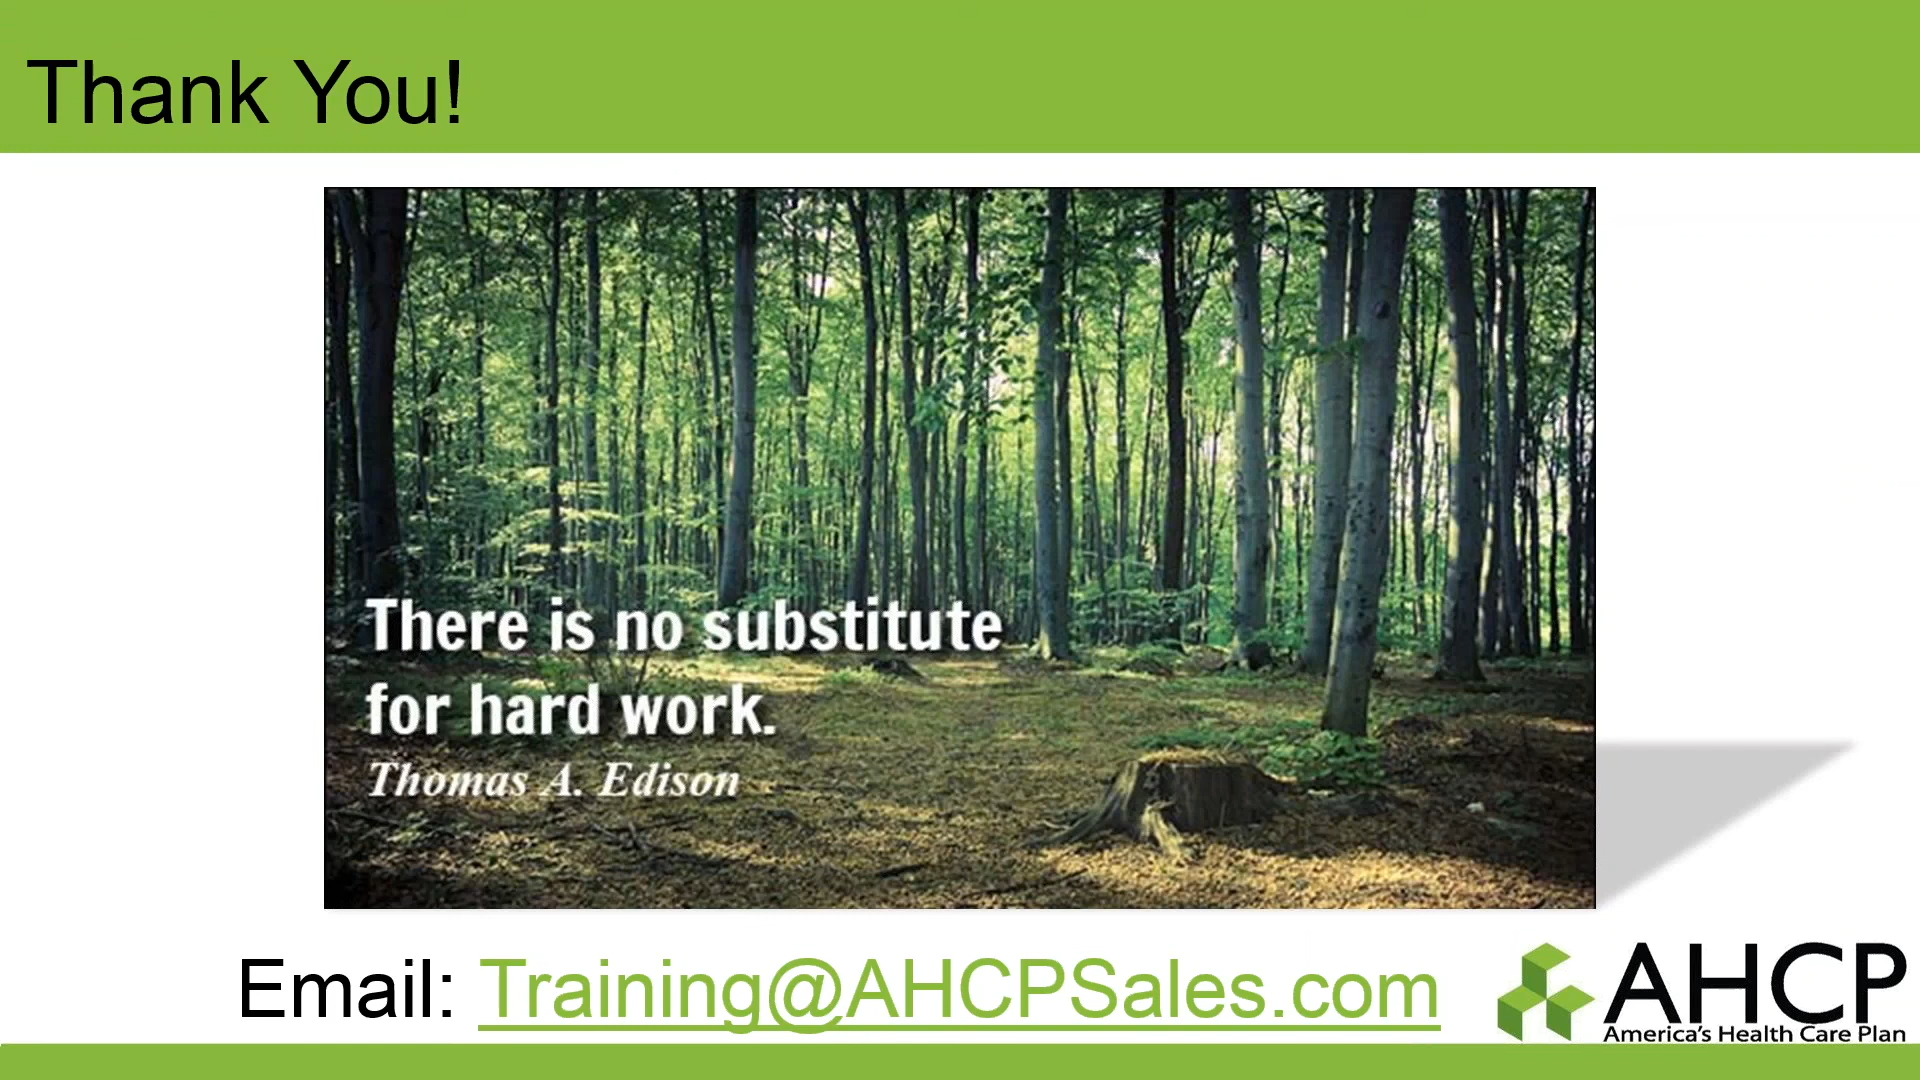 Thank You!
There is no substitute
for hard work.
Thomas A. Edison
Email: Training@AHCPSales.com
AHCP
America's Health Care Plan